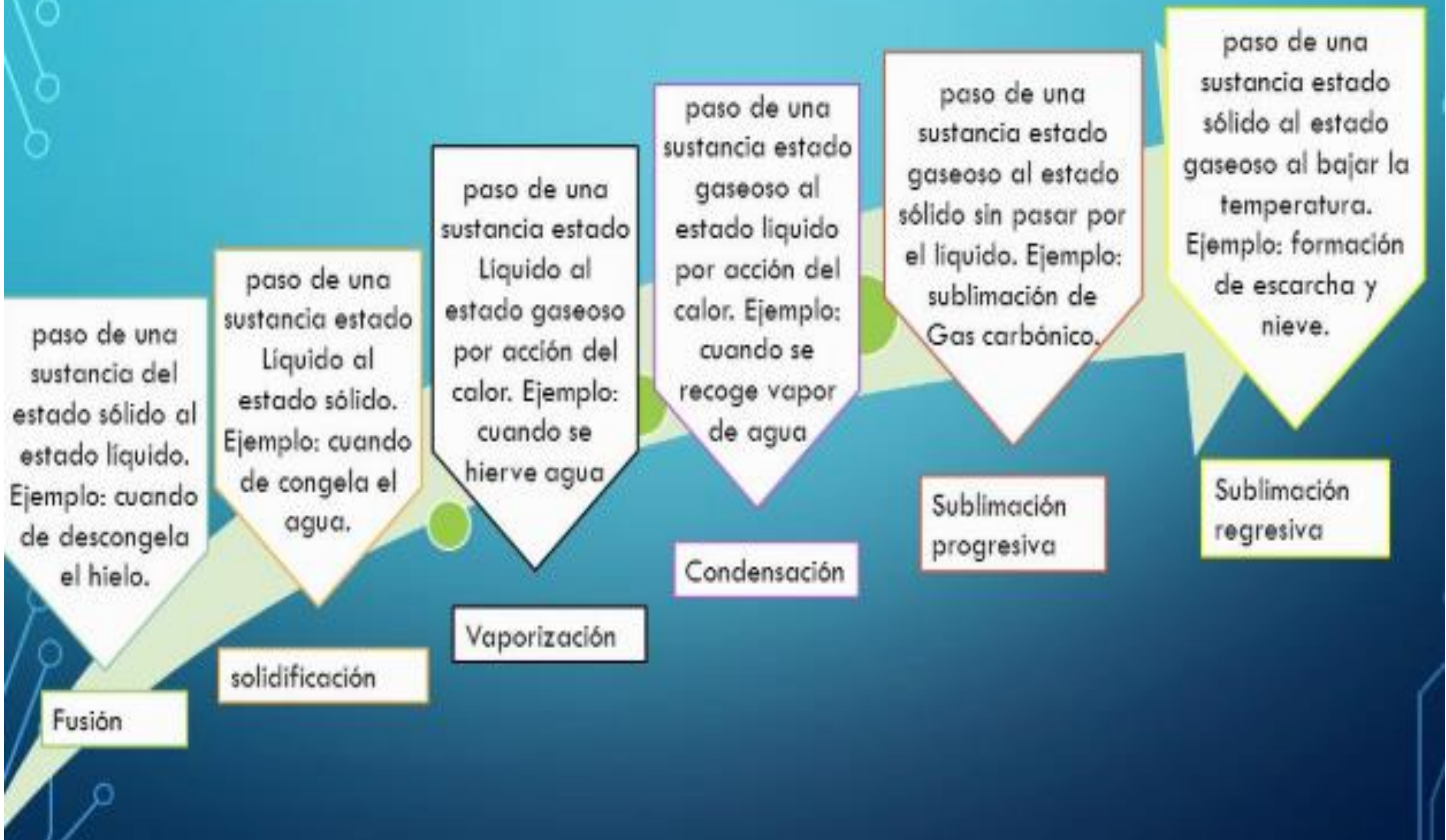 paso de una
sustancia del
estado sólido al
estado líquido.
Ejemplo: cuando
de descongela
el hielo.
Fusión
paso de una
sustancia estado
Líquido al
estado sólido.
Ejemplo: cuando
de congela el
agua.
solidificación
paso de una
sustancia estado
Líquido al
estado gaseoso
por acción del
calor. Ejemplo:
cuando se
hierve agua
Vaporización
paso de una
sustancia estado
gaseoso al
estado liquido
por acción del
calor. Ejemplo:
cuando se
recoge vapor
de agua
Condensación
paso de una
sustancia estado
gaseoso al estado
sólido sin pasar por
el líquido. Ejemplo:
sublimación de
Gas carbónico.
Sublimación
progresiva
paso de una
sustancia estado
sólido al estado
gaseoso al bajar la
temperatura.
Ejemplo: formación
de escarcha y
nieve.
Sublimación
regresiva